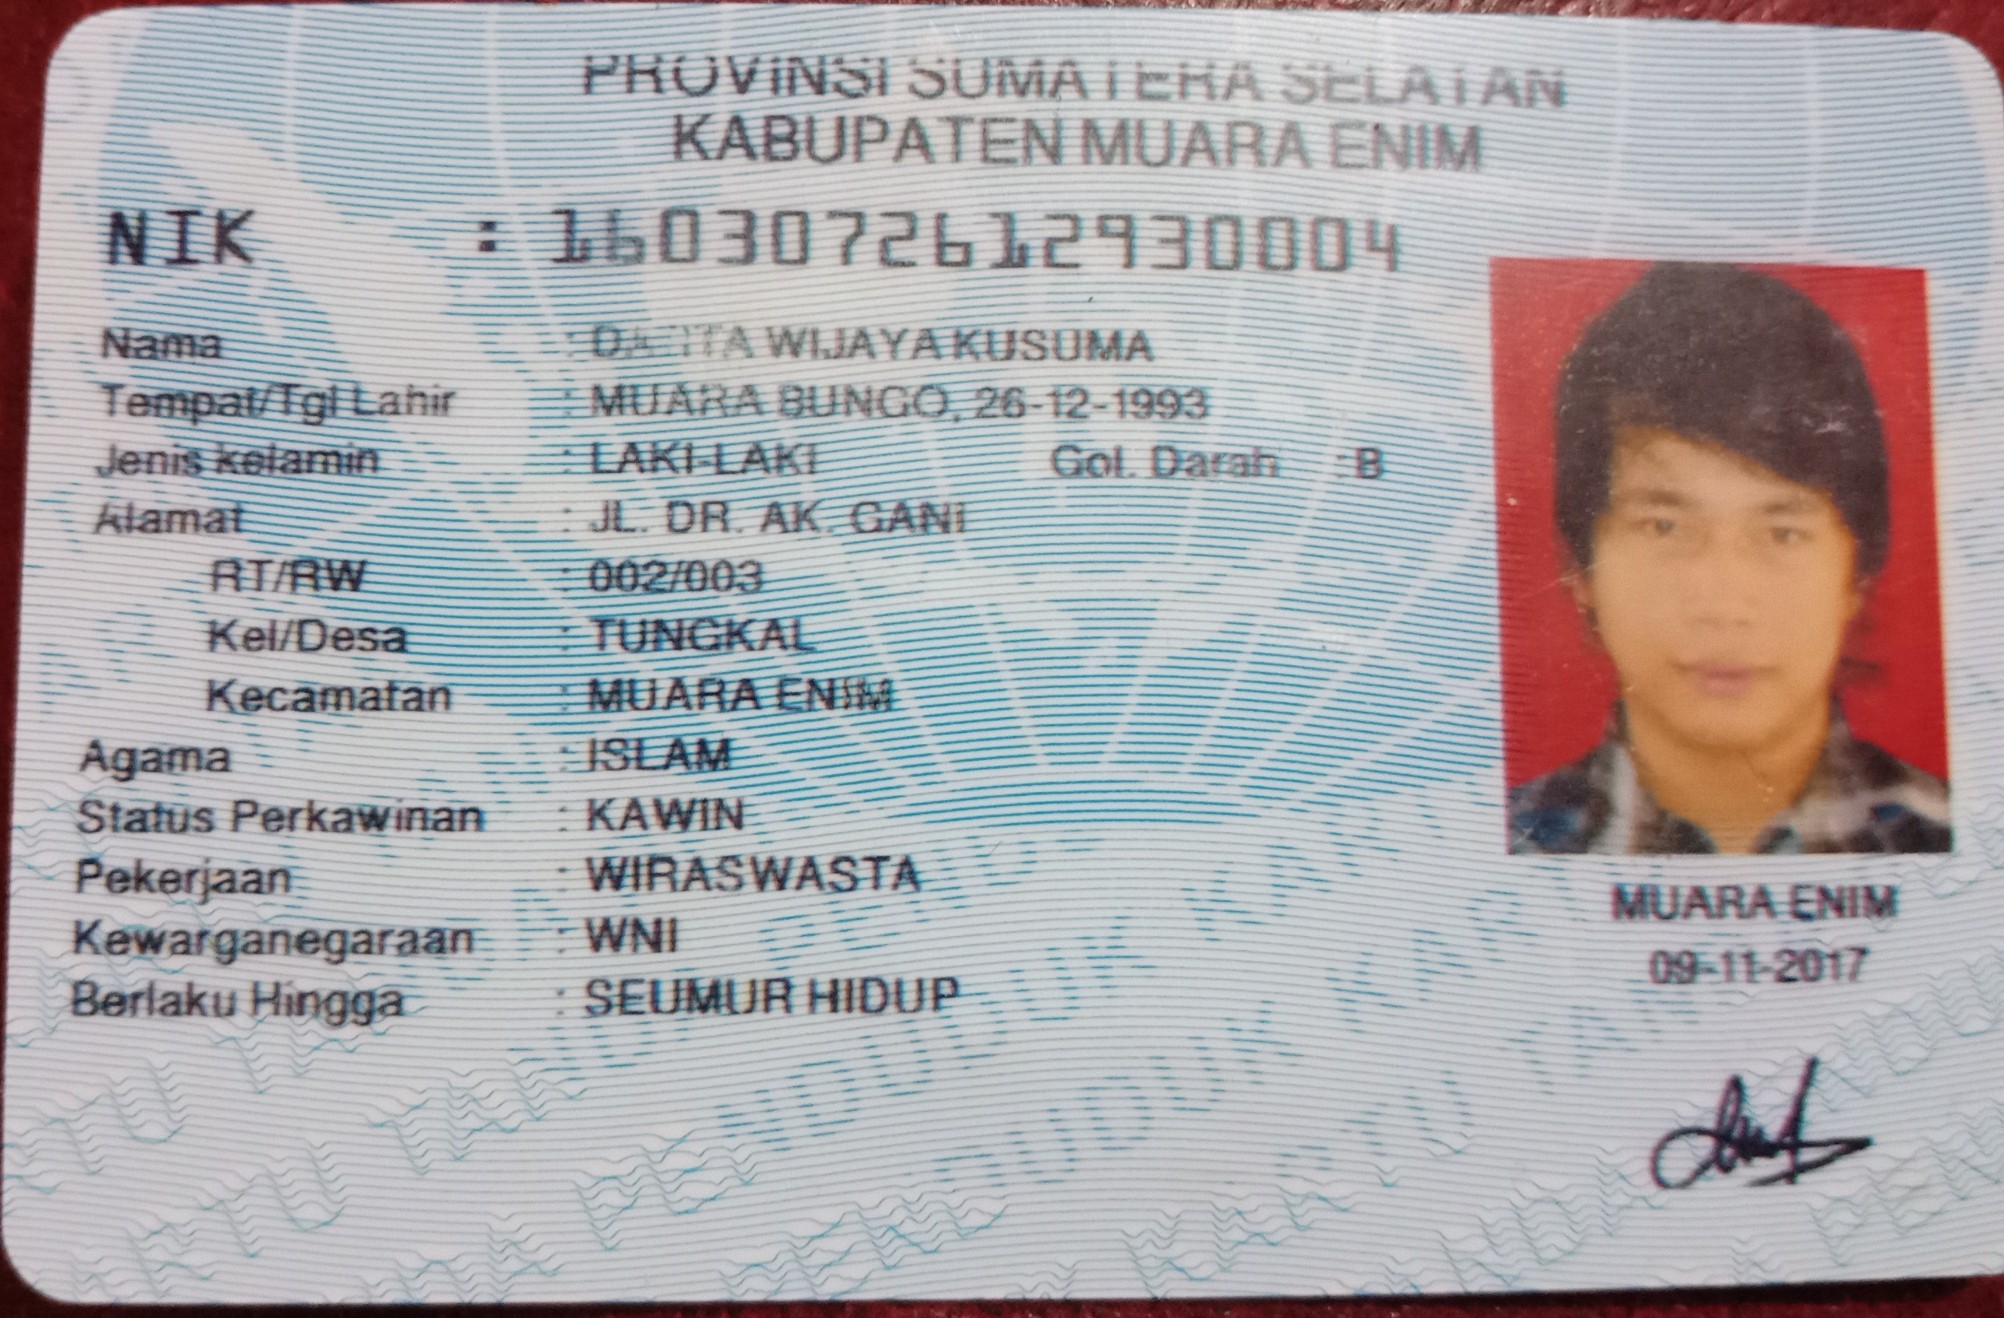 PROVINSI SUMATERA SELATAN
KABUPATEN MUARA ENIM
NIK : 1603072612930004
Nama : WIJAYA KUSUMA
Tempat/Tgl Lahir : MUARA BUNGO, 26-12-1993
Jenis kelamin : LAKI-LAKI Gol. Darah : B
Alamat : JL. DR. AK. GANI
RT/RW : 002/003
Kel/Desa : TUNGKAL
Kecamatan : MUARA ENIM
Agama : ISLAM
Status Perkawinan : KAWIN
Pekerjaan : WIRASWASTA
Kewarganegaraan : WNI
Berlaku Hingga : SEUMUR HIDUP
MUARA ENIM
09-11-2017